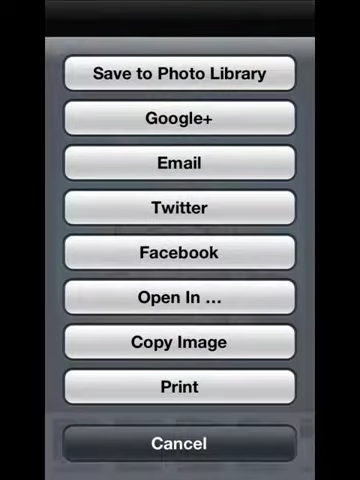 Save to Photo Library
Google+
Email
Twitter
Facebook
Open In ...
Copy Image
Print
Cancel